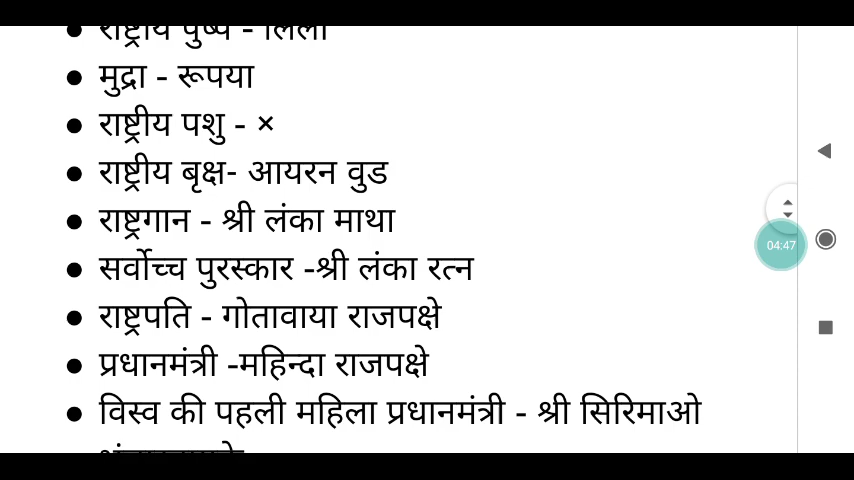 ● राष्ट्रीय पुष्प - लिली
● मुद्रा - रूपया
● राष्ट्रीय पशु - ×
● राष्ट्रीय बृक्ष- आयरन वुड
● राष्ट्रगान - श्री लंका माथा
● सर्वोच्च पुरस्कार -श्री लंका रत्न
● राष्ट्रपति - गोतावाया राजपक्षे
● प्रधानमंत्री -महिन्दा राजपक्षे
● विस्व की पहली महिला प्रधानमंत्री - श्री सिरिमाओ
04:47